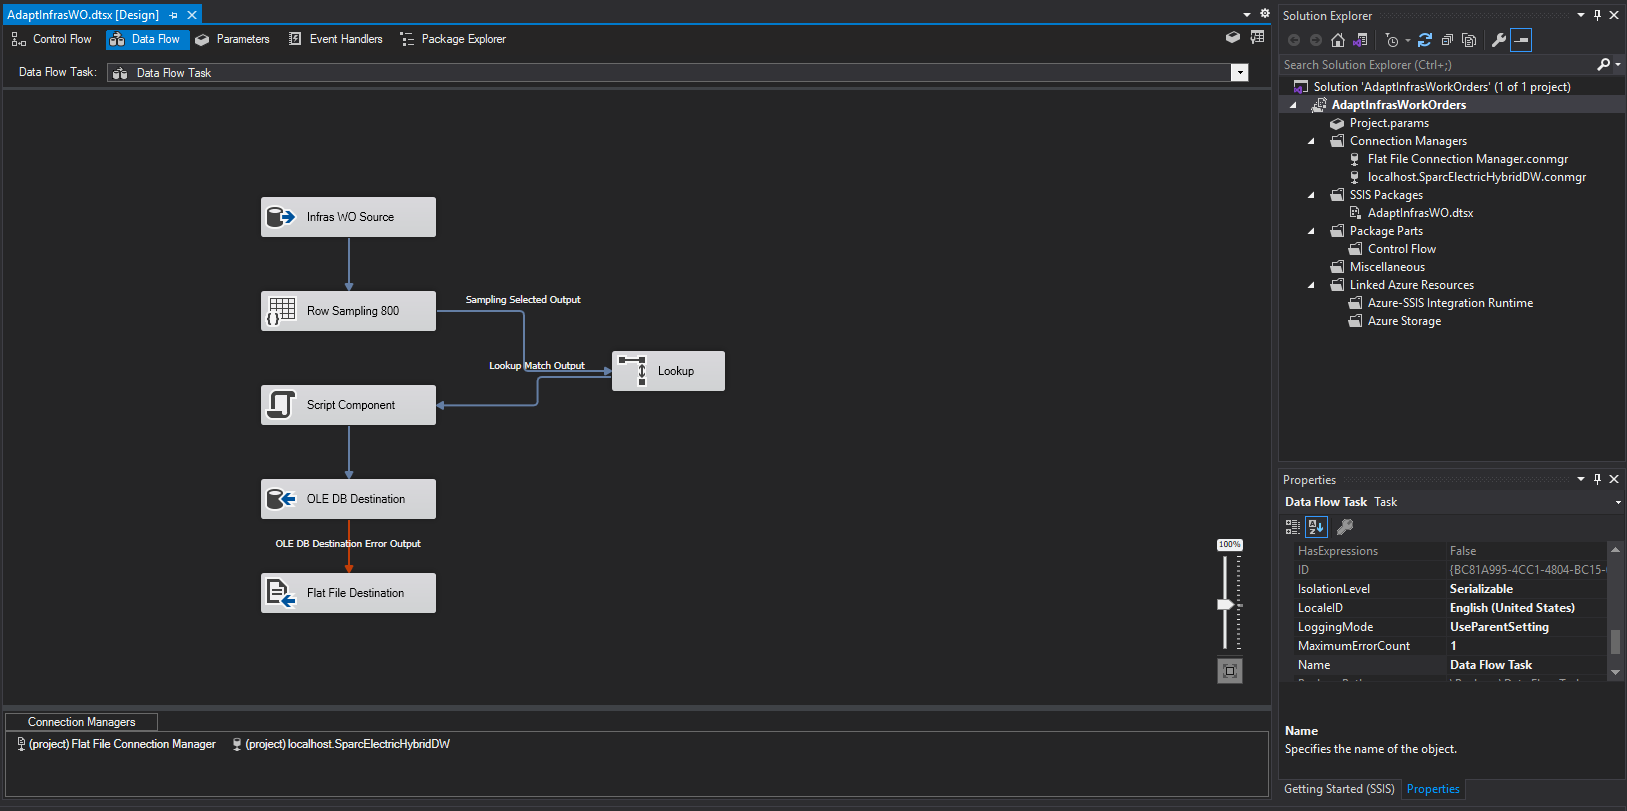 AdaptInfrasWO.dtsx [Design]
Control Flow
Data Flow
Parameters
Event Handlers
Package Explorer
Data Flow Task:
Data Flow Task
Infras WO Source
Row Sampling 800
Sampling Selected Output
Lookup Match Output
Lookup
Script Component
OLE DB Destination
OLE DB Destination Error Output
Flat File Destination
100%
Connection Managers
(project) Flat File Connection Manager
(project) localhost.SparcElectricHybridDW
Solution Explorer
Search Solution Explorer (Ctrl+;)
Solution 'AdaptInfrasWorkOrders' (1 of 1 project)
AdaptInfrasWorkOrders
Project.params
Connection Managers
Flat File Connection Manager.conmgr
localhost.SparcElectricHybridDW.conmgr
SSIS Packages
AdaptInfrasWO.dtsx
Package Parts
Control Flow
Miscellaneous
Linked Azure Resources
Azure-SSIS Integration Runtime
Azure Storage
Properties
Data Flow Task Task
HasExpressions False
ID {BC81A995-4CC1-4804-BC15-
IsolationLevel Serializable
LocaleID English (United States)
LoggingMode UseParentSetting
MaximumErrorCount 1
Name Data Flow Task
Name
Specifies the name of the object.
Getting Started (SSIS)
Properties